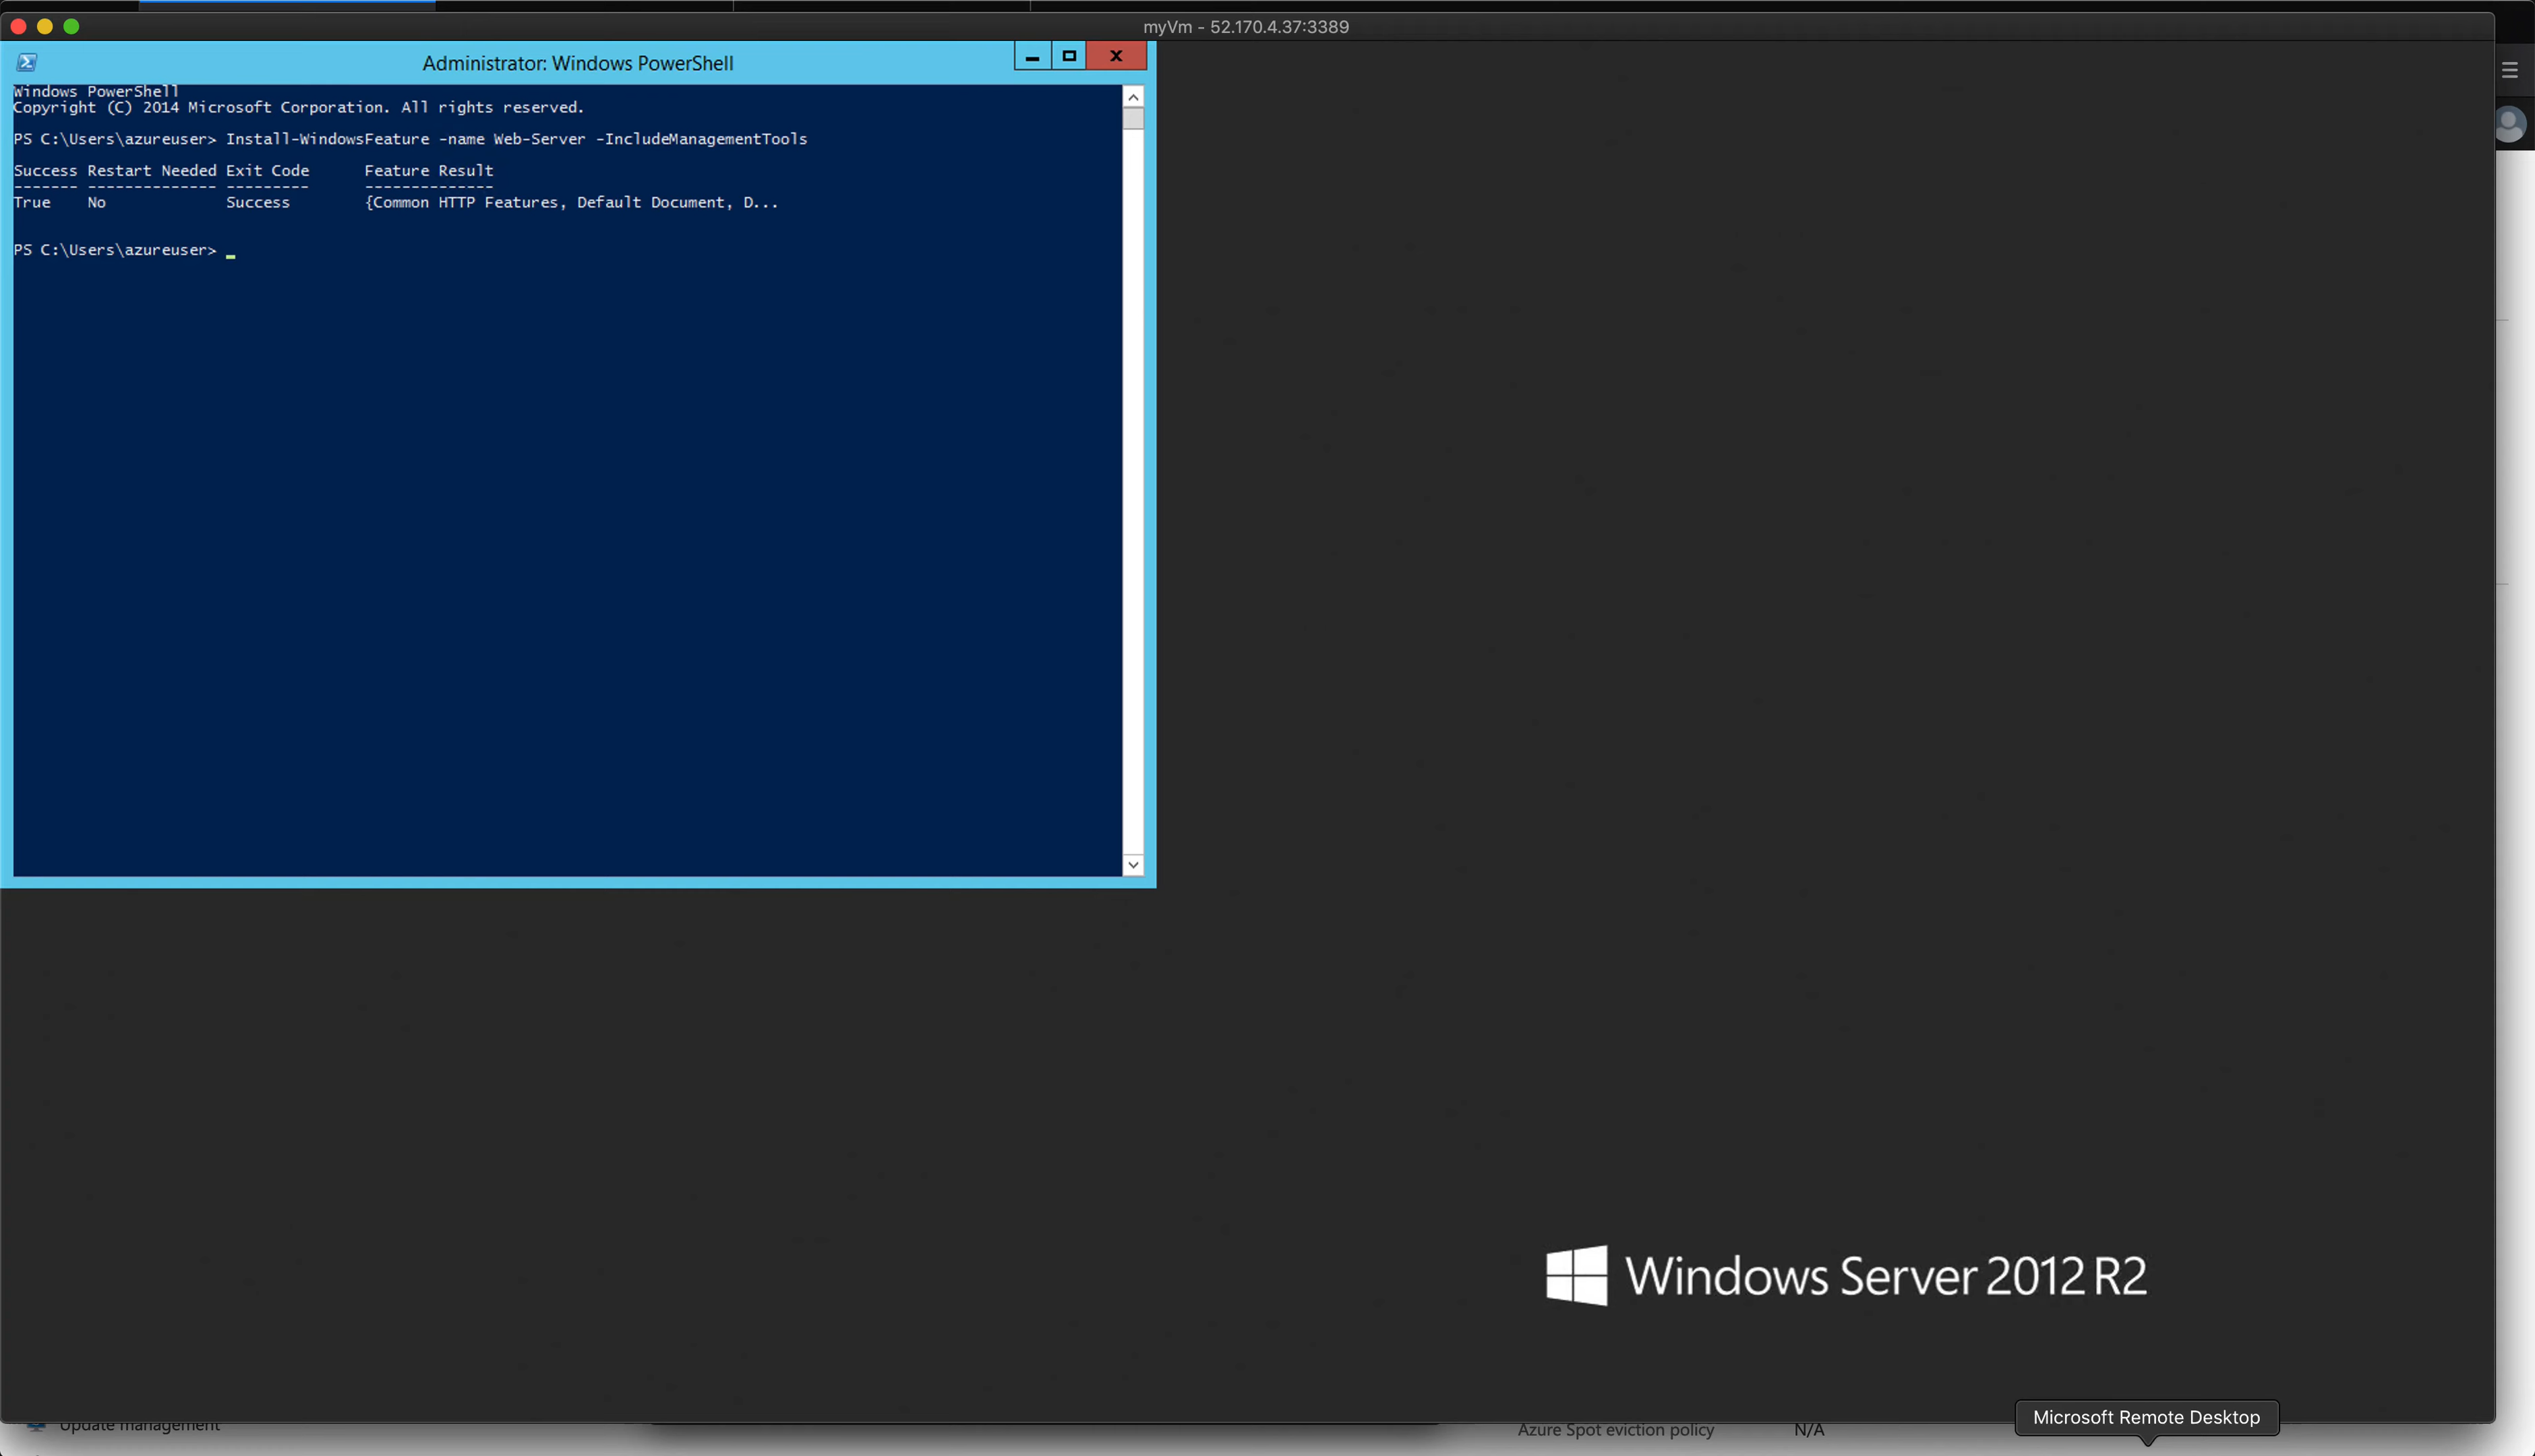 myVm - 52.170.4.37:3389
Administrator: Windows PowerShell
Windows PowerShell
Copyright (C) 2014 Microsoft Corporation. All rights reserved.
PS C:\Users\azureuser> Install-WindowsFeature -name Web-Server -IncludeManagementTools
Success Restart Needed Exit Code      Feature Result
------- -------------- ---------      --------------
True    No             Success        {Common HTTP Features, Default Document, D...
PS C:\Users\azureuser>
Windows Server 2012 R2
Microsoft Remote Desktop
Update management
Azure Spot eviction policy N/A